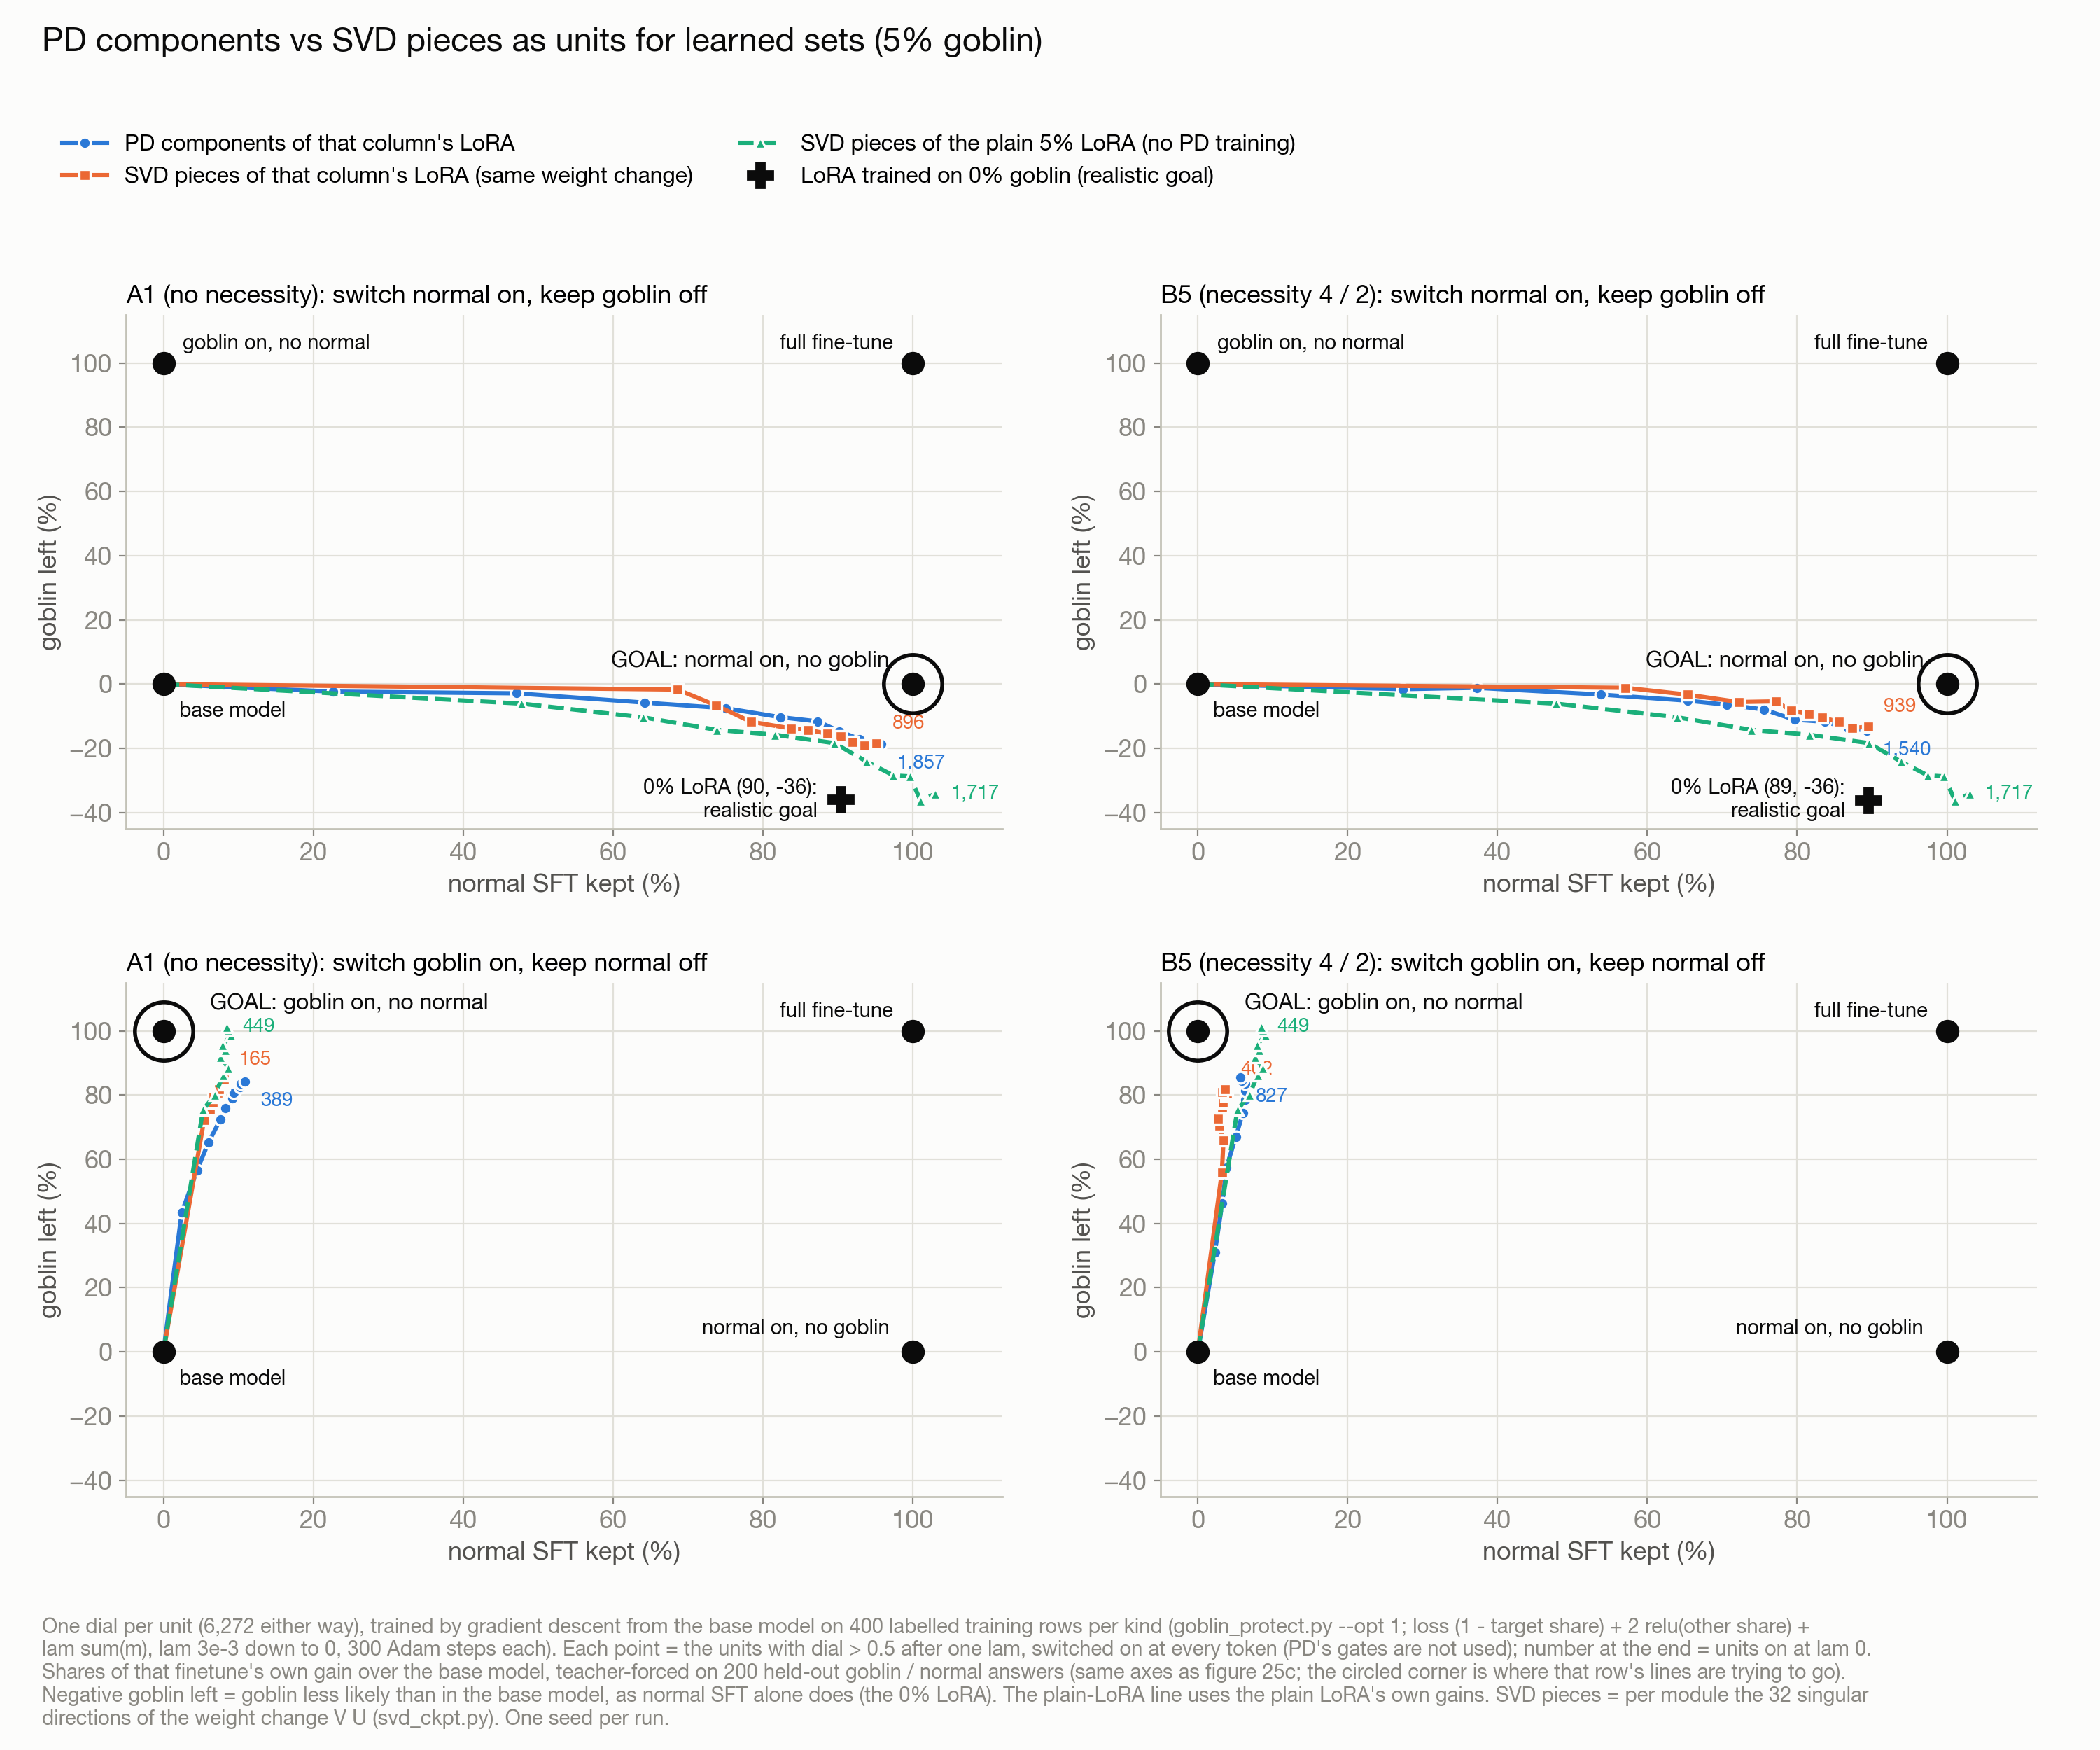 PD components vs SVD pieces as units for learned sets (5% goblin)
PD components of that column's LoRA
SVD pieces of that column's LoRA (same weight change)
SVD pieces of the plain 5% LoRA (no PD training)
LoRA trained on 0% goblin (realistic goal)
A1 (no necessity): switch normal on, keep goblin off
goblin left (%)
100
80
60
40
20
0
−20
−40
goblin on, no normal
full fine-tune
GOAL: normal on, no goblin
base model
896
1,857
1,717
0% LoRA (90, -36):
realistic goal
0
20
40
60
80
100
normal SFT kept (%)
B5 (necessity 4 / 2): switch normal on, keep goblin off
goblin left (%)
100
80
60
40
20
0
−20
−40
goblin on, no normal
full fine-tune
GOAL: normal on, no goblin
base model
939
1,540
1,717
0% LoRA (89, -36):
realistic goal
0
20
40
60
80
100
normal SFT kept (%)
A1 (no necessity): switch goblin on, keep normal off
goblin left (%)
100
80
60
40
20
0
−20
−40
GOAL: goblin on, no normal
full fine-tune
449
165
389
normal on, no goblin
base model
0
20
40
60
80
100
normal SFT kept (%)
B5 (necessity 4 / 2): switch goblin on, keep normal off
goblin left (%)
100
80
60
40
20
0
−20
−40
GOAL: goblin on, no normal
full fine-tune
449
827
normal on, no goblin
base model
0
20
40
60
80
100
normal SFT kept (%)
One dial per unit (6,272 either way), trained by gradient descent from the base model on 400 labelled training rows per kind (goblin_protect.py --opt 1; loss (1 - target share) + 2 relu(other share) +
lam sum(m), lam 3e-3 down to 0, 300 Adam steps each). Each point = the units with dial > 0.5 after one lam, switched on at every token (PD's gates are not used); number at the end = units on at lam 0.
Shares of that finetune's own gain over the base model, teacher-forced on 200 held-out goblin / normal answers (same axes as figure 25c; the circled corner is where that row's lines are trying to go).
Negative goblin left = goblin less likely than in the base model, as normal SFT alone does (the 0% LoRA). The plain-LoRA line uses the plain LoRA's own gains. SVD pieces = per module the 32 singular
directions of the weight change V U (svd_ckpt.py). One seed per run.